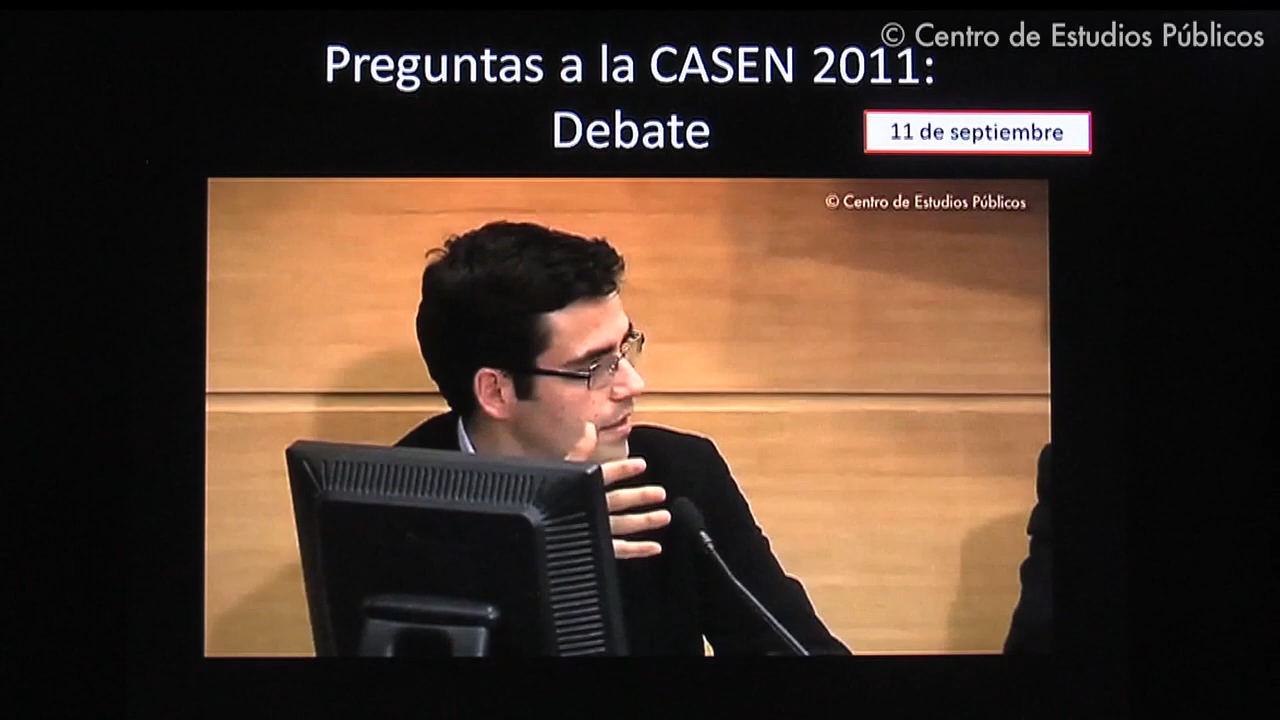 © Centro de Estudios Públicos
Preguntas a la CASEN 2011:
Debate
11 de septiembre
© Centro de Estudios Públicos